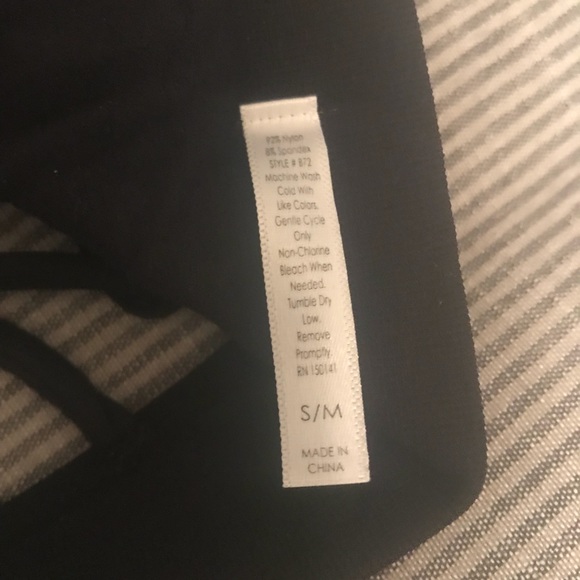 92% Nylon
8% Spandex
STYLE # 872
Machine Wash
Cold With
Like Colors.
Gentle Cycle
Only
Non-Chlorine
Bleach When
Needed.
Tumble Dry
Low.
Remove
Promptly.
RN 150141
S/M
MADE IN
CHINA